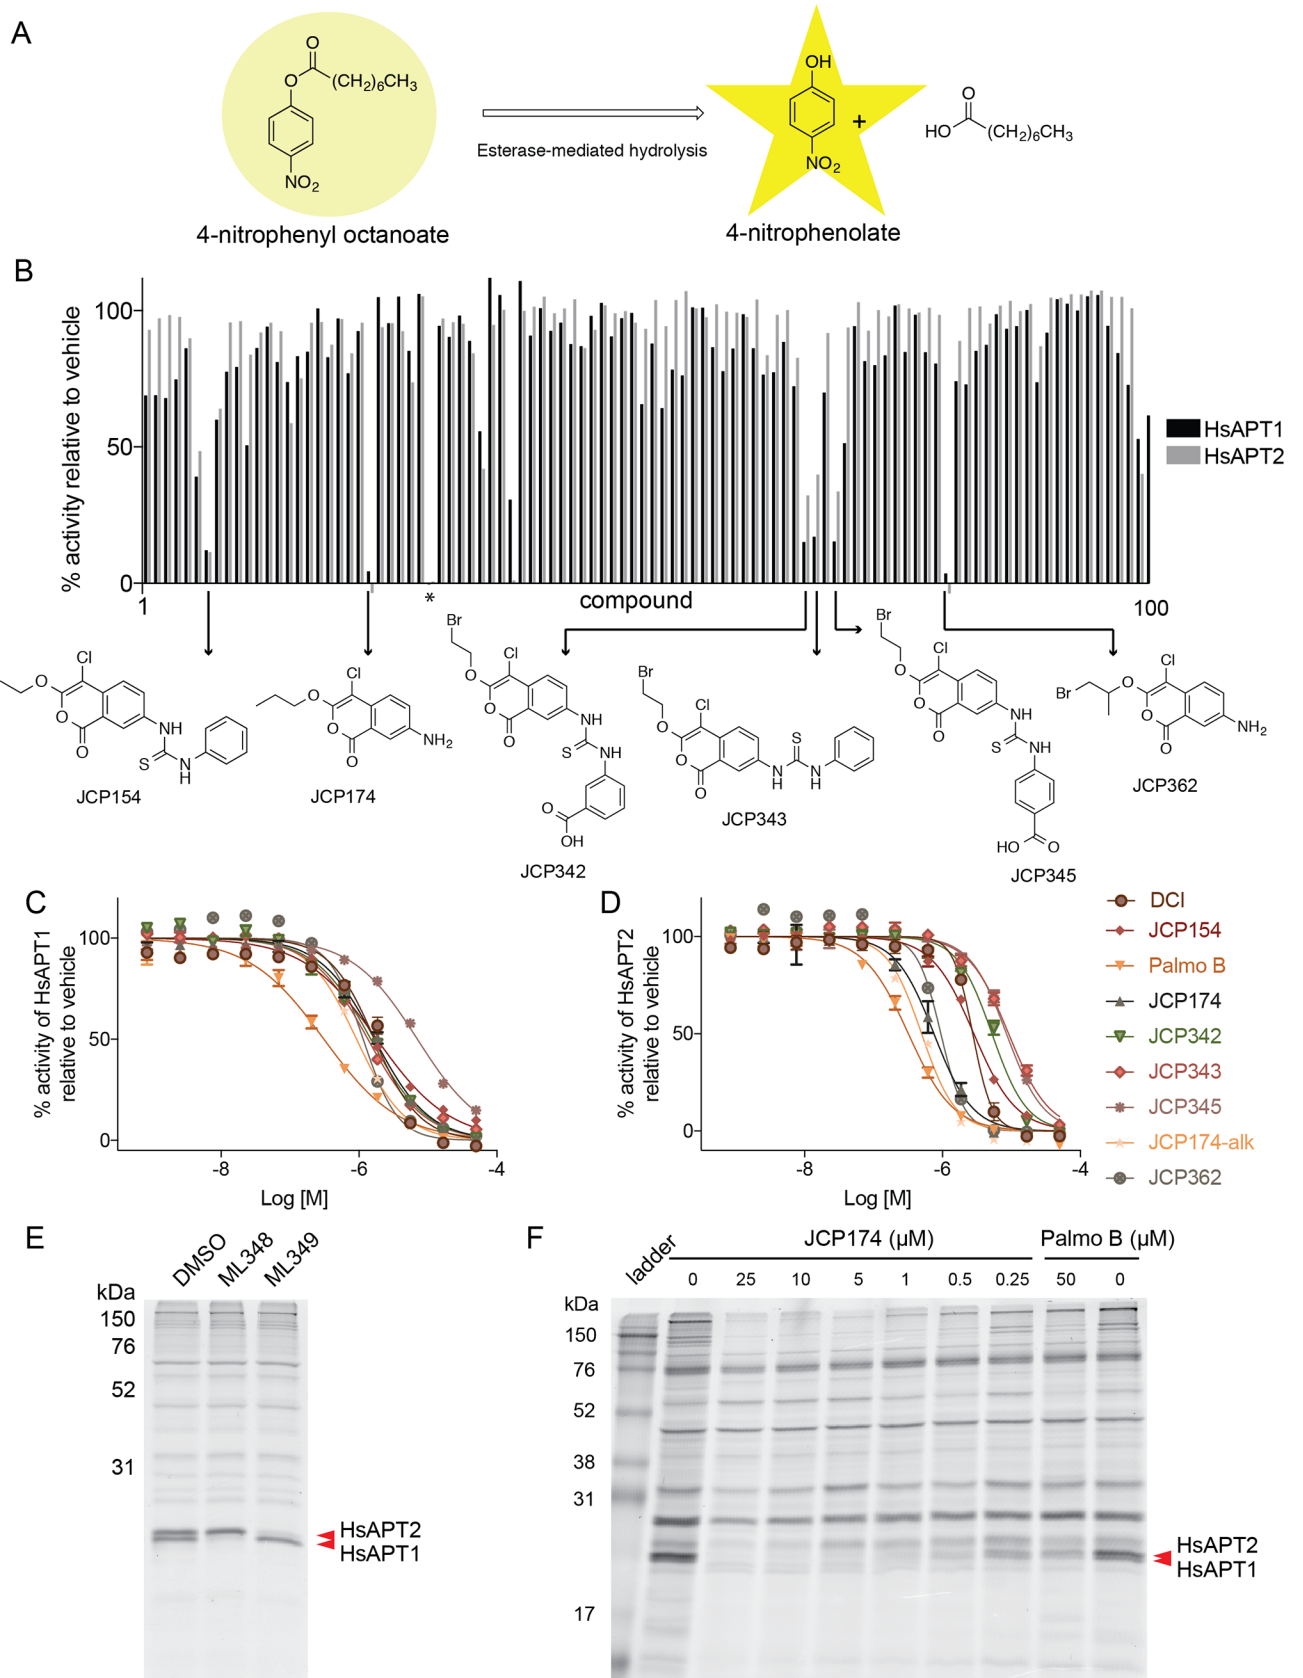 A
O
O
(CH2)6CH3
NO2
4-nitrophenyl octanoate
Esterase-mediated hydrolysis
OH
NO2
+
O
HO
(CH2)6CH3
4-nitrophenolate
B
% activity relative to vehicle
100
50
0
1
*
compound
100
HsAPT1
HsAPT2
Cl
O
O
O
NH
S
N
H
JCP154
Cl
O
O
O
NH2
JCP174
Br
Cl
O
O
O
NH
S
NH
O
OH
JCP342
Br
Cl
O
O
O
S
N
H
N
H
JCP343
Br
Cl
O
O
O
NH
S
NH
HO
O
JCP345
Cl
Br
O
O
O
NH2
JCP362
C
% activity of HsAPT1
relative to vehicle
100
50
0
-8
-6
-4
Log [M]
D
% activity of HsAPT2
relative to vehicle
100
50
0
-8
-6
-4
Log [M]
DCI
JCP154
Palmo B
JCP174
JCP342
JCP343
JCP345
JCP174-alk
JCP362
E
DMSO
ML348
ML349
kDa
150
76
52
31
HsAPT2
HsAPT1
F
ladder
JCP174 (µM)
Palmo B (µM)
0 25 10 5 1 0.5 0.25 50 0
kDa
150
76
52
38
31
17
HsAPT2
HsAPT1